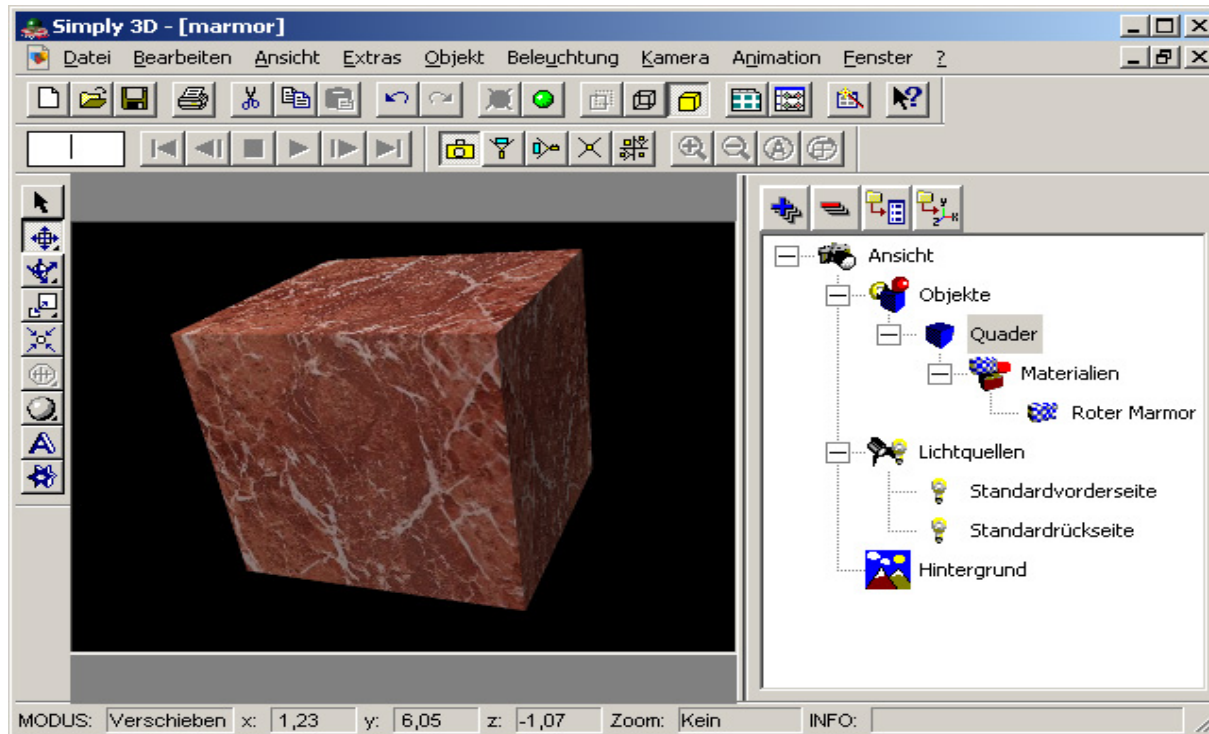 Simply 3D - [marmor]
Datei Bearbeiten Ansicht Extras Objekt Beleuchtung Kamera Animation Fenster ?
Ansicht
Objekte
Quader
Materialien
Roter Marmor
Lichtquellen
Standardvorderseite
Standardrückseite
Hintergrund
MODUS: Verschieben x: 1,23 y: 6,05 z: -1,07 Zoom: Kein INFO: